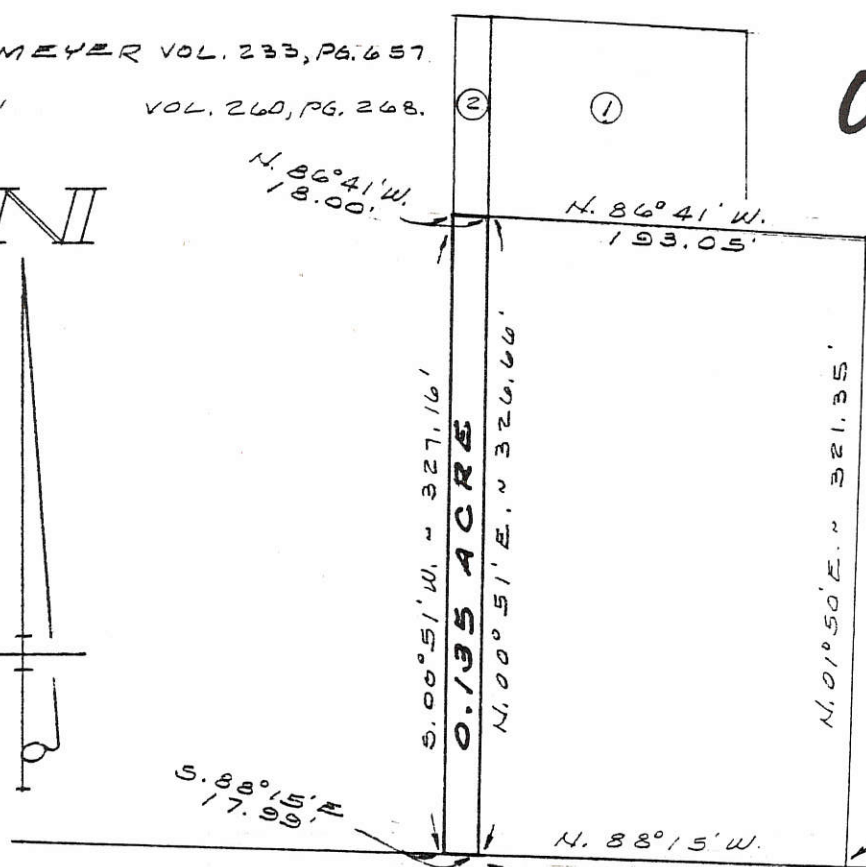 MEYER VOL. 233, PG. 657
VOL. 260, PG. 268.
② ①
N. 86°41' W.
18.00'
N
N. 86°41' W.
193.05'
S. 00°51' W. ~ 327.16'
0.135 ACRE
N. 00°51' E. ~ 326.66'
N. 01°50' E. ~ 321.35'
S. 88°15' E
17.99'
N. 88°15' W.